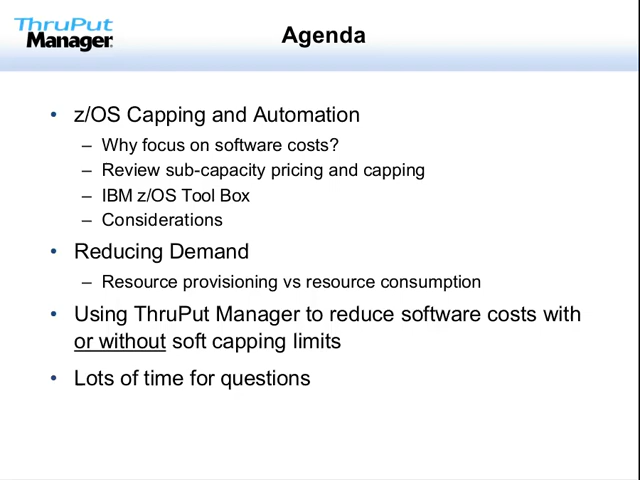 ThruPut
Manager
Agenda
• z/OS Capping and Automation
– Why focus on software costs?
– Review sub-capacity pricing and capping
– IBM z/OS Tool Box
– Considerations
• Reducing Demand
– Resource provisioning vs resource consumption
• Using ThruPut Manager to reduce software costs with
or without soft capping limits
• Lots of time for questions